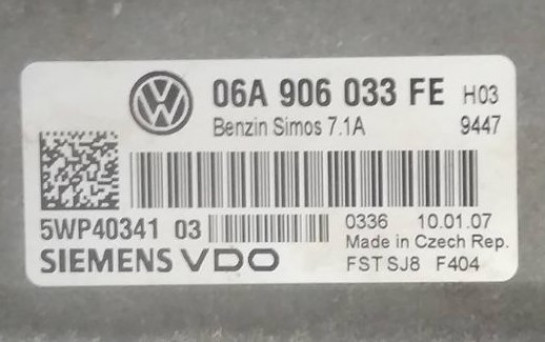 06A 906 033 FE H03
Benzin Simos 7.1A 9447
5WP40341 03 0336 10.01.07
Made in Czech Rep.
SIEMENS VDO FST SJ8 F404